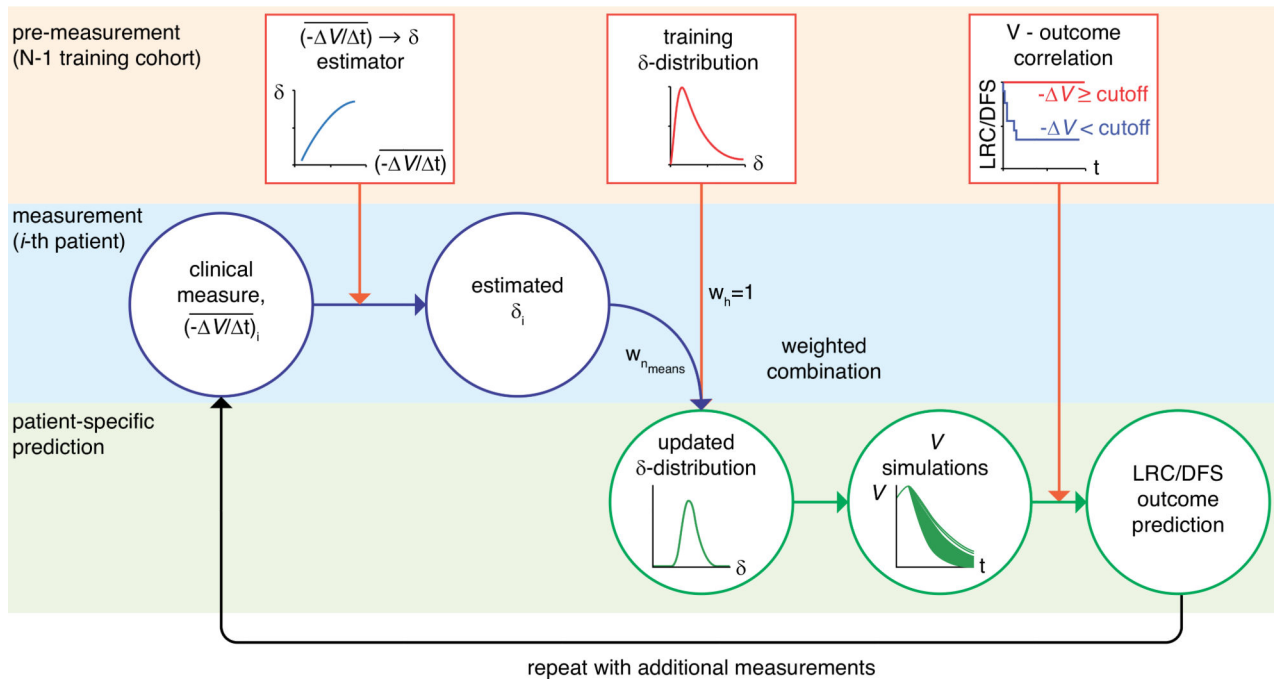 pre-measurement
(N-1 training cohort)
(-ΔV/Δt) → δ
estimator
δ
(-ΔV/Δt)
training
δ-distribution
δ
V - outcome
correlation
LRC/DFS
-ΔV ≥ cutoff
-ΔV < cutoff
t
measurement
(i-th patient)
clinical
measure,
(-ΔV/Δt)i
estimated
δi
wh=1
wnmeans
weighted
combination
patient-specific
prediction
updated
δ-distribution
δ
V
simulations
V
t
LRC/DFS
outcome
prediction
repeat with additional measurements